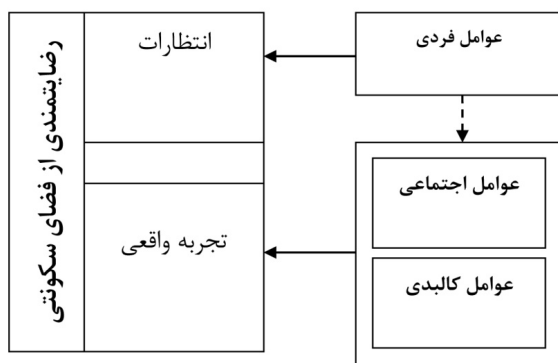 عوامل فردی
انتظارات
رضایتمندی از فضای سکونتی
عوامل اجتماعی
تجربه واقعی
عوامل کالبدی